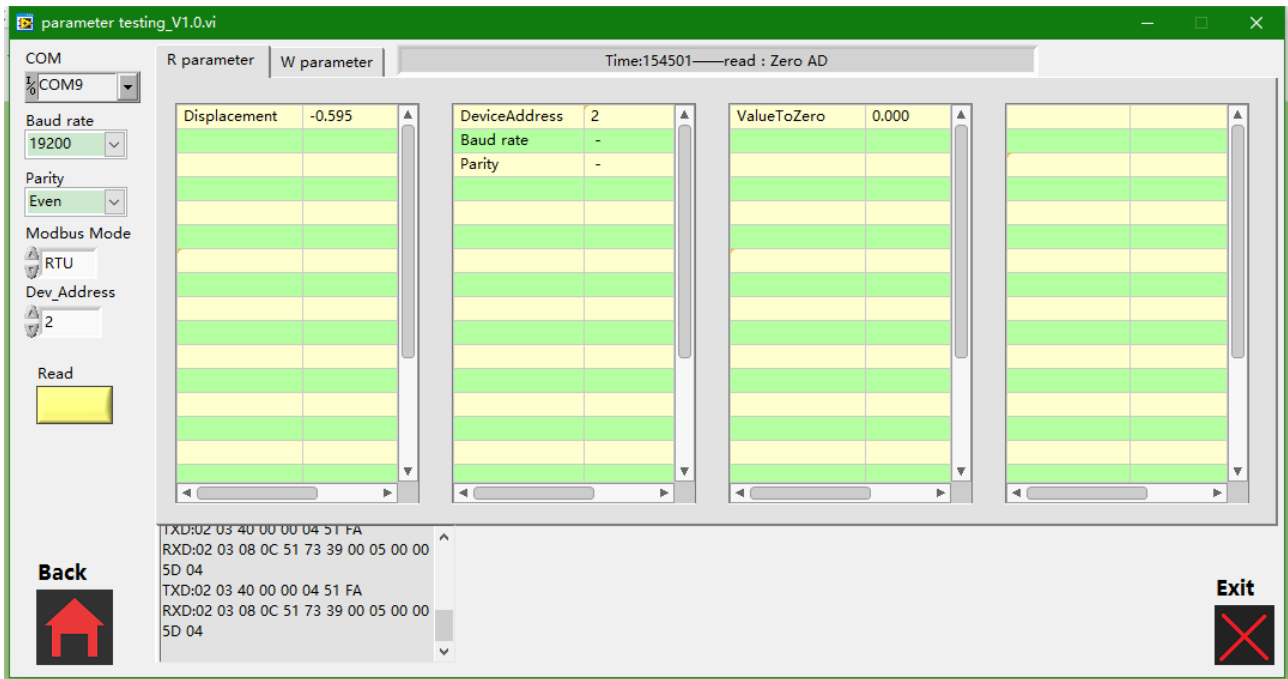 parameter testing_V1.0.vi
COM
COM9
Baud rate
19200
Parity
Even
Modbus Mode
RTU
Dev_Address
2
Read
R parameter
W parameter
Time:154501——read : Zero AD
Displacement -0.595
DeviceAddress 2
Baud rate -
Parity -
ValueToZero 0.000
TXD:02 03 40 00 00 04 51 FA
RXD:02 03 08 0C 51 73 39 00 05 00 00
5D 04
TXD:02 03 40 00 00 04 51 FA
RXD:02 03 08 0C 51 73 39 00 05 00 00
5D 04
Back
Exit